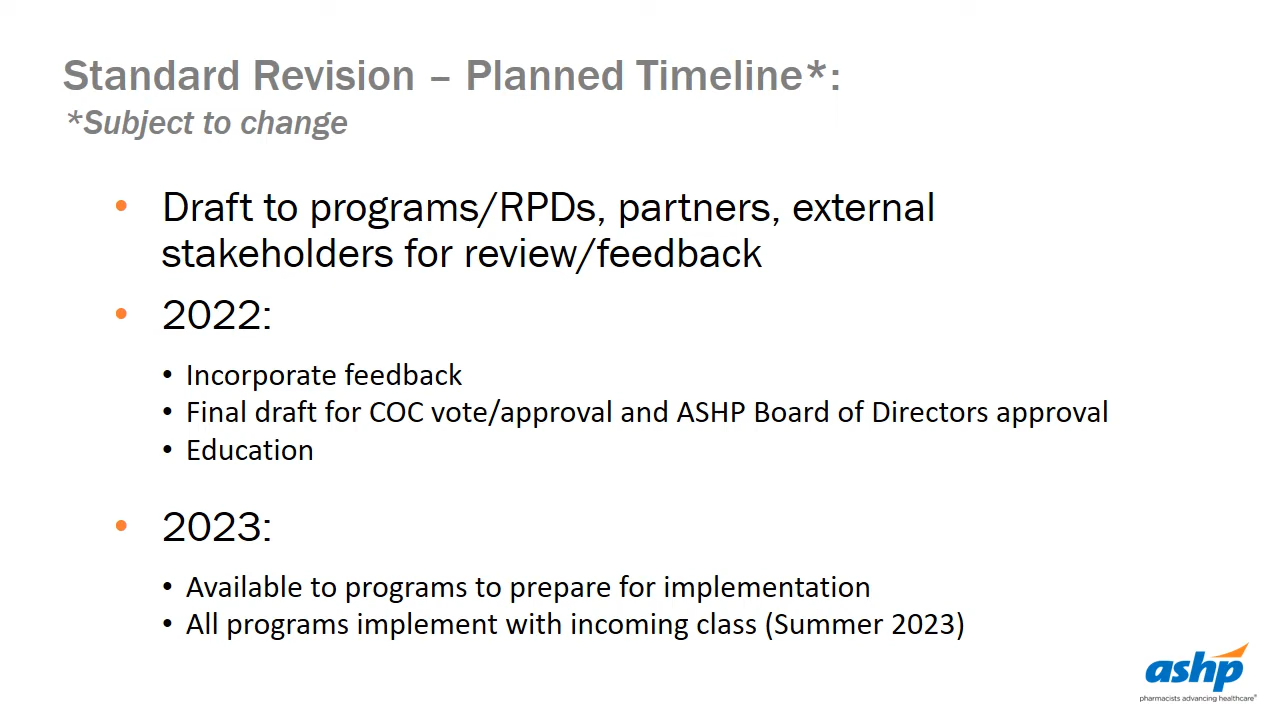 Standard Revision – Planned Timeline*:
*Subject to change
• Draft to programs/RPDs, partners, external
stakeholders for review/feedback
• 2022:
• Incorporate feedback
• Final draft for COC vote/approval and ASHP Board of Directors approval
• Education
• 2023:
• Available to programs to prepare for implementation
• All programs implement with incoming class (Summer 2023)
ashp
pharmacists advancing healthcare®